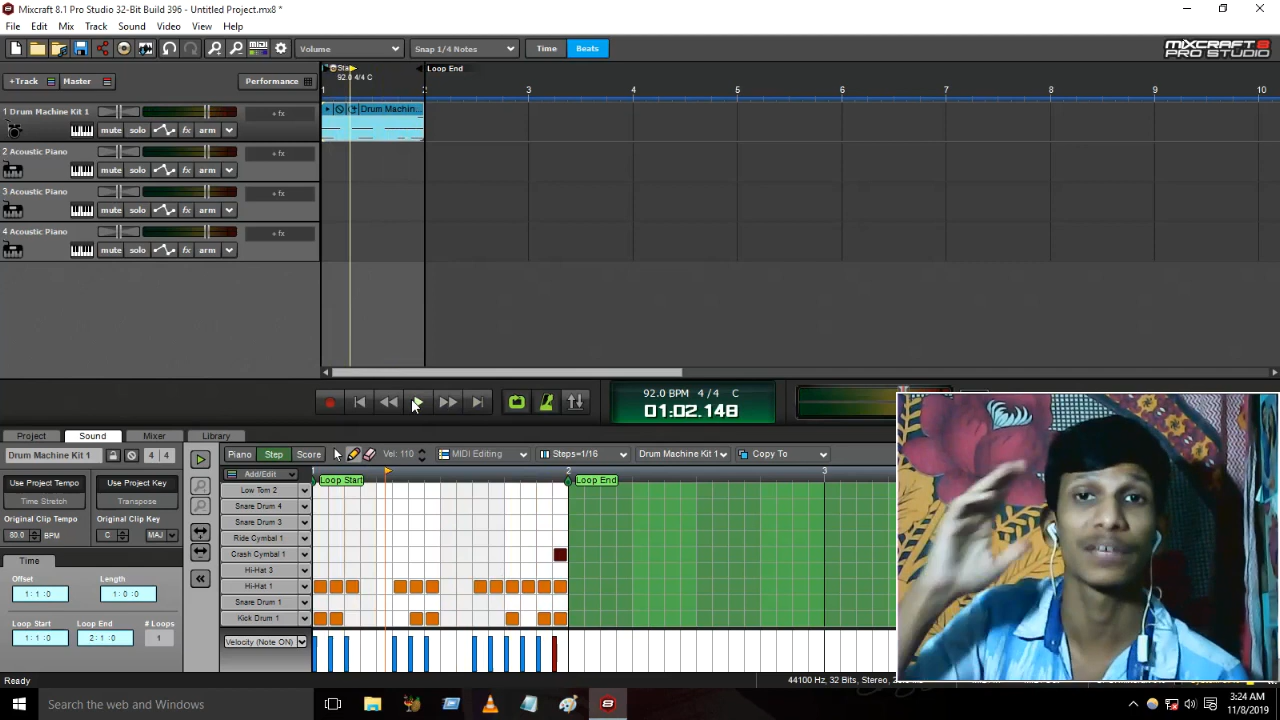 Mixcraft 8.1 Pro Studio 32-Bit Build 396 - Untitled Project.mx8 *
File Edit Mix Track Sound Video View Help
Volume Snap 1/4 Notes Time Beats MIXCRAFT 8 PRO STUDIO
+Track Master Performance
Loop End
92.0 4/4 C
1 2 3 4 5 6 7 8 9 10
1 Drum Machine Kit 1 + fx Drum Machin...
mute solo fx arm
2 Acoustic Piano + fx
mute solo fx arm
3 Acoustic Piano + fx
mute solo fx arm
4 Acoustic Piano + fx
mute solo fx arm
92.0 BPM 4 / 4 C
01:02.148
Project Sound Mixer Library
Drum Machine Kit 1 4 4
Piano Step Score Vel: 110 MIDI Editing Steps=1/16 Drum Machine Kit 1 Copy To
Add/Edit 1 2 3
Loop Start Loop End
Use Project Tempo Use Project Key
Time Stretch Transpose
Original Clip Tempo Original Clip Key
80.0 BPM C MAJ
Time
Offset Length
1: 1: 0 1: 0: 0
Loop Start Loop End # Loops
1: 1: 0 2: 1: 0 1
Low Tom 2
Snare Drum 4
Snare Drum 3
Ride Cymbal 1
Crash Cymbal 1
Hi-Hat 3
Hi-Hat 1
Snare Drum 1
Kick Drum 1
Velocity (Note ON)
Ready 44100 Hz, 32 Bits, Stereo,
Search the web and Windows
3:24 AM
11/8/2019